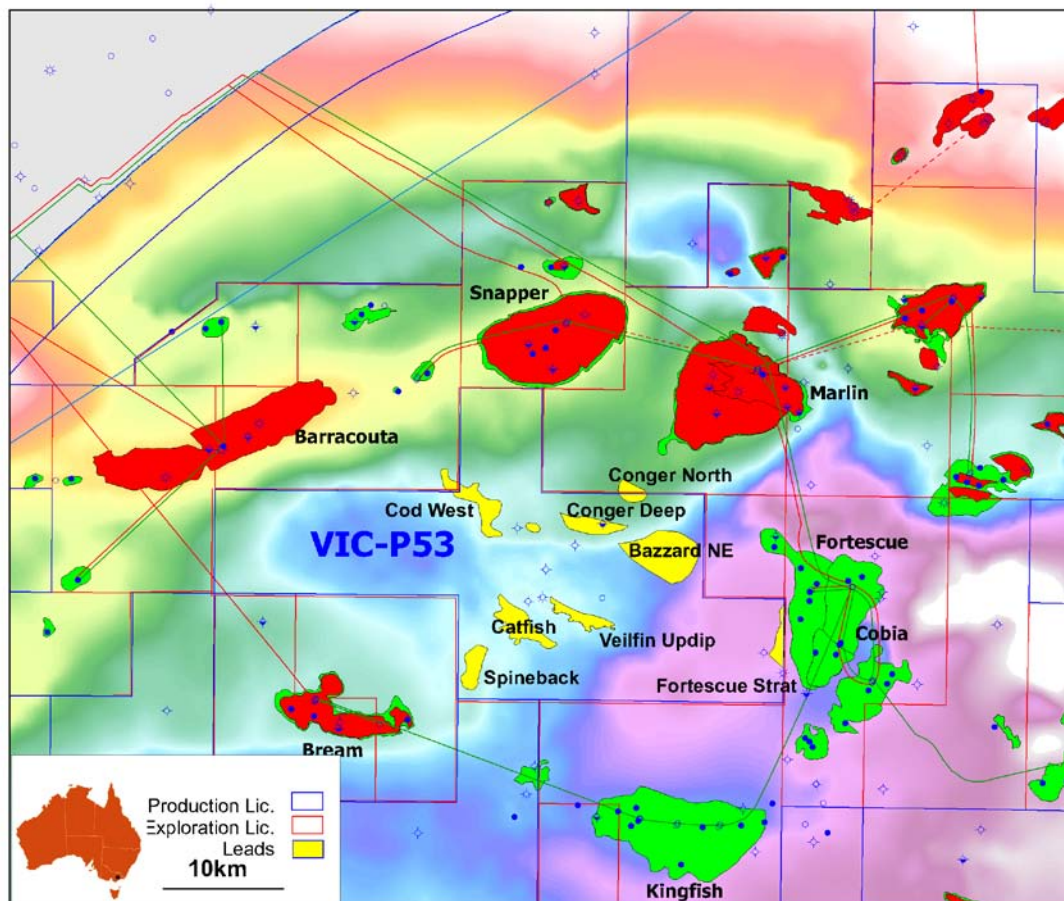 Snapper
Marlin
Barracouta
Conger North
Cod West
Conger Deep
VIC-P53
Bazzard NE
Fortescue
Catfish
Veilfin Updip
Cobia
Spineback
Fortescue Strat
Bream
Kingfish
Production Lic.
Exploration Lic.
Leads
10km